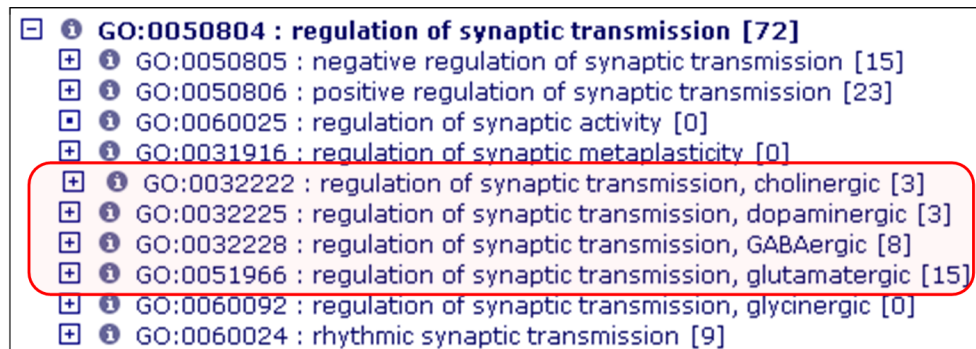 GO:0050804 : regulation of synaptic transmission [72]
GO:0050805 : negative regulation of synaptic transmission [15]
GO:0050806 : positive regulation of synaptic transmission [23]
GO:0060025 : regulation of synaptic activity [0]
GO:0031916 : regulation of synaptic metaplasticity [0]
GO:0032222 : regulation of synaptic transmission, cholinergic [3]
GO:0032225 : regulation of synaptic transmission, dopaminergic [3]
GO:0032228 : regulation of synaptic transmission, GABAergic [8]
GO:0051966 : regulation of synaptic transmission, glutamatergic [15]
GO:0060092 : regulation of synaptic transmission, glycinergic [0]
GO:0060024 : rhythmic synaptic transmission [9]